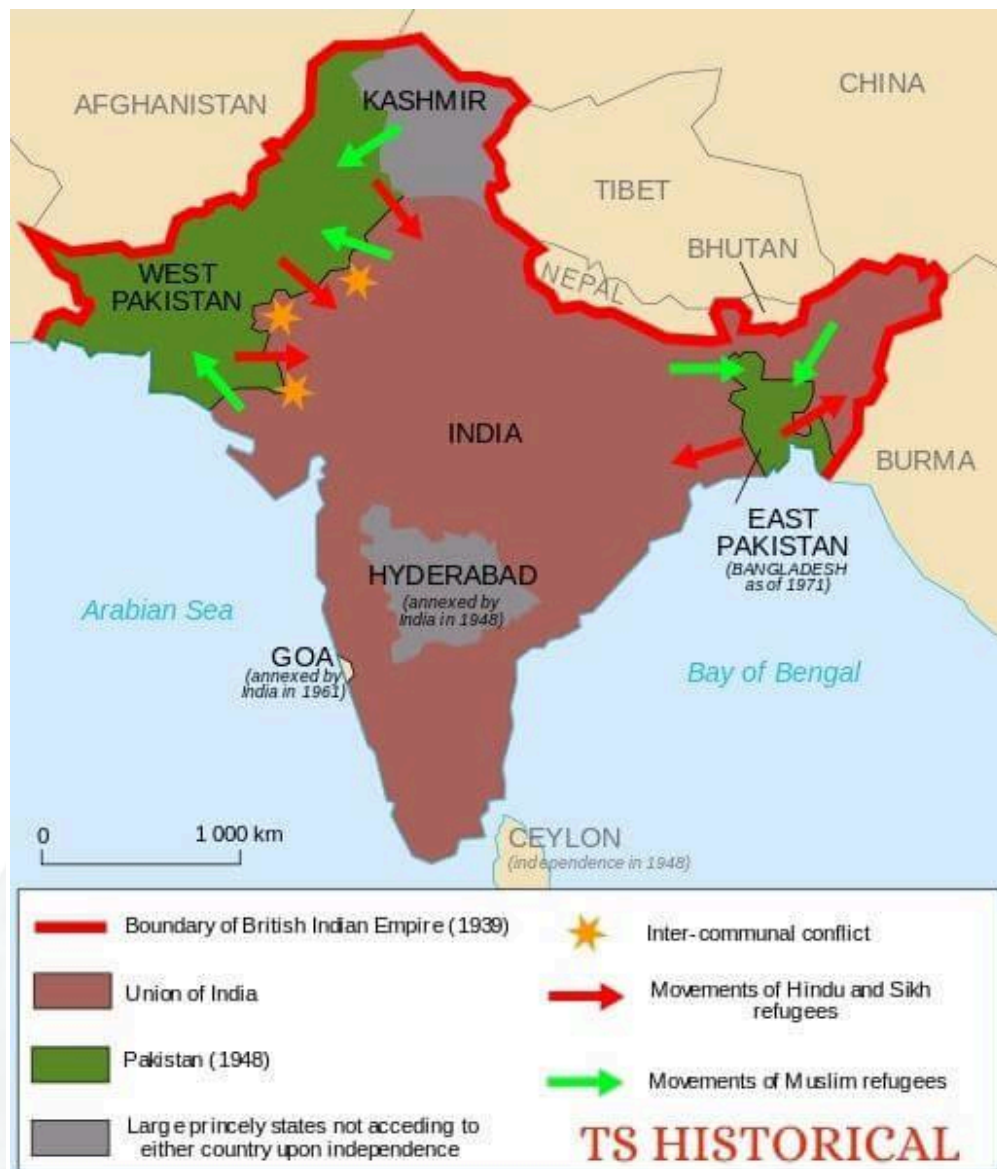 AFGHANISTAN
KASHMIR
CHINA
TIBET
BHUTAN
NEPAL
WEST
PAKISTAN
INDIA
BURMA
EAST
PAKISTAN
(BANGLADESH
as of 1971)
HYDERABAD
(annexed by
India in 1948)
Arabian Sea
GOA
(annexed by
India in 1961)
Bay of Bengal
0 1 000 km
CEYLON
(independence in 1948)
Boundary of British Indian Empire (1939)
Union of India
Pakistan (1948)
Large princely states not acceding to
either country upon independence
Inter-communal conflict
Movements of Hindu and Sikh
refugees
Movements of Muslim refugees
TS HISTORICAL